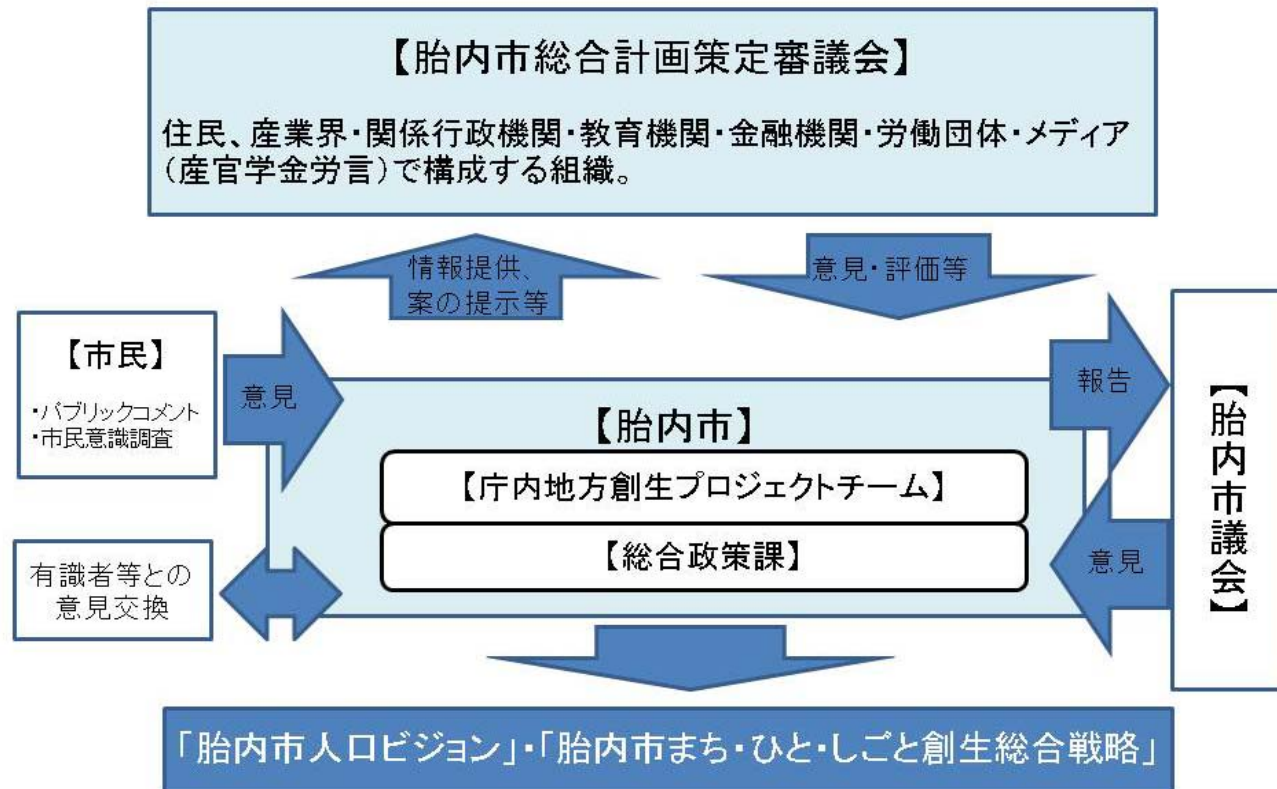 【胎内市総合計画策定審議会】
住民、産業界・関係行政機関・教育機関・金融機関・労働団体・メディア
（産官学金労言）で構成する組織。
情報提供、
案の提示等
意見・評価等
【市民】
・パブリックコメント
・市民意識調査
意見
報告
【胎内市】
【庁内地方創生プロジェクトチーム】
【総合政策課】
【胎内市議会】
意見
有識者等との
意見交換
「胎内市人口ビジョン」・「胎内市まち・ひと・しごと創生総合戦略」